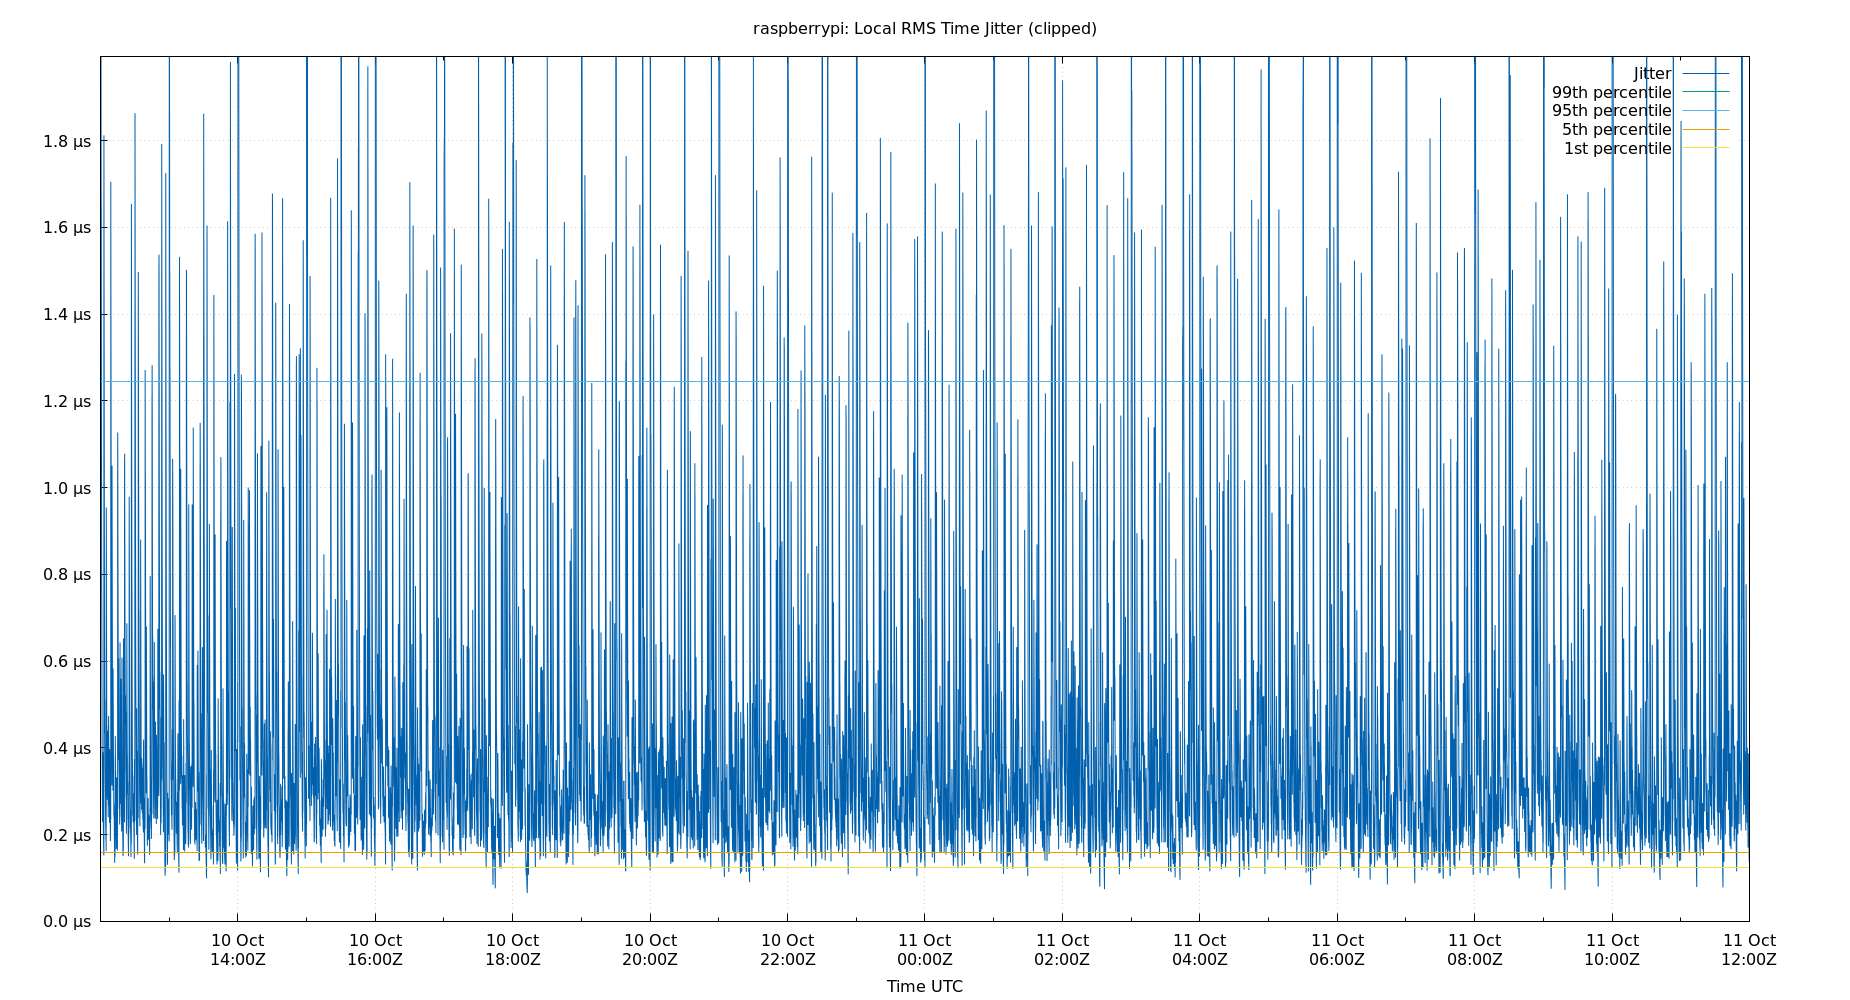 raspberrypi: Local RMS Time Jitter (clipped)
Jitter
99th percentile
95th percentile
5th percentile
1st percentile
1.8 µs
1.6 µs
1.4 µs
1.2 µs
1.0 µs
0.8 µs
0.6 µs
0.4 µs
0.2 µs
0.0 µs
10 Oct 10 Oct 10 Oct 10 Oct 10 Oct 11 Oct 11 Oct 11 Oct 11 Oct 11 Oct 11 Oct 11 Oct
14:00Z 16:00Z 18:00Z 20:00Z 22:00Z 00:00Z 02:00Z 04:00Z 06:00Z 08:00Z 10:00Z 12:00Z
Time UTC